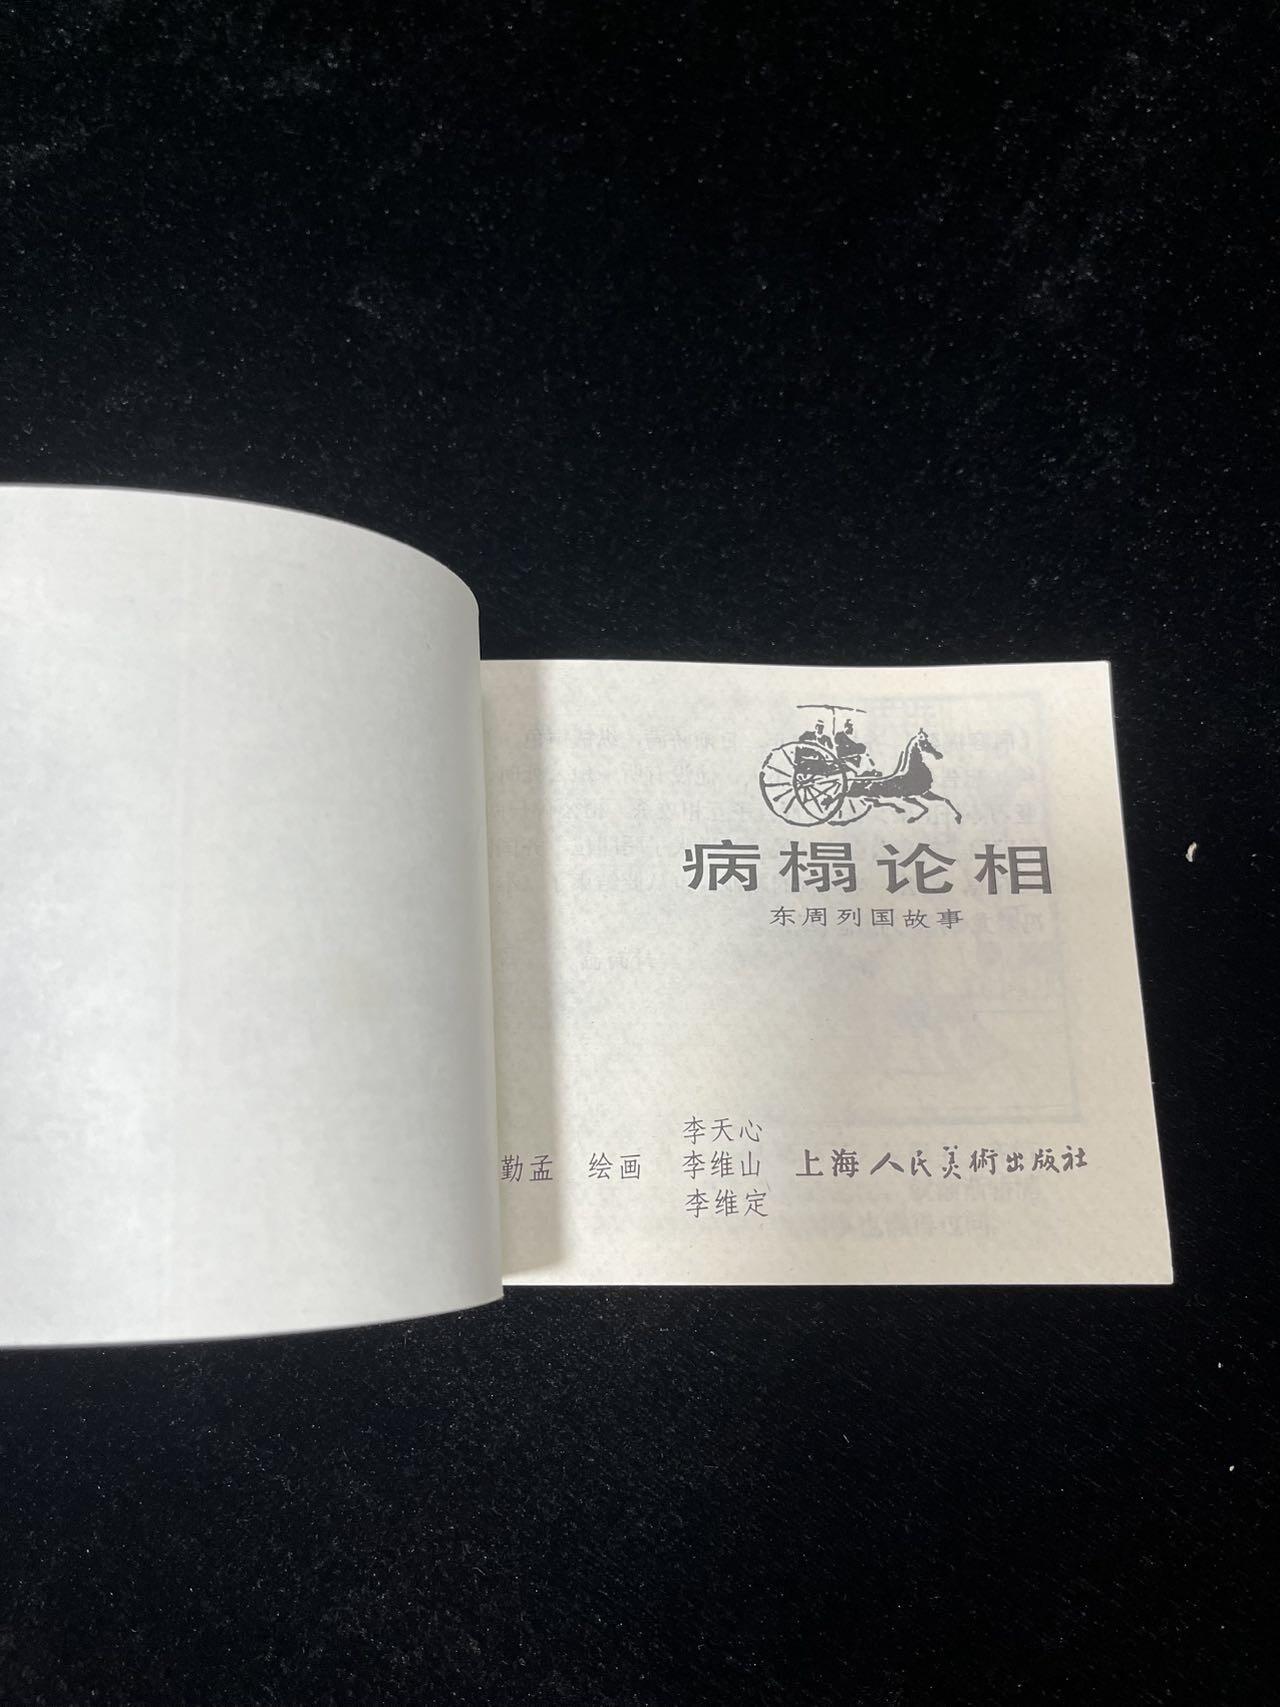 病榻论相
东周列国故事
勤孟 绘画
李天心
李维山
李维定
上海人民美術出版社